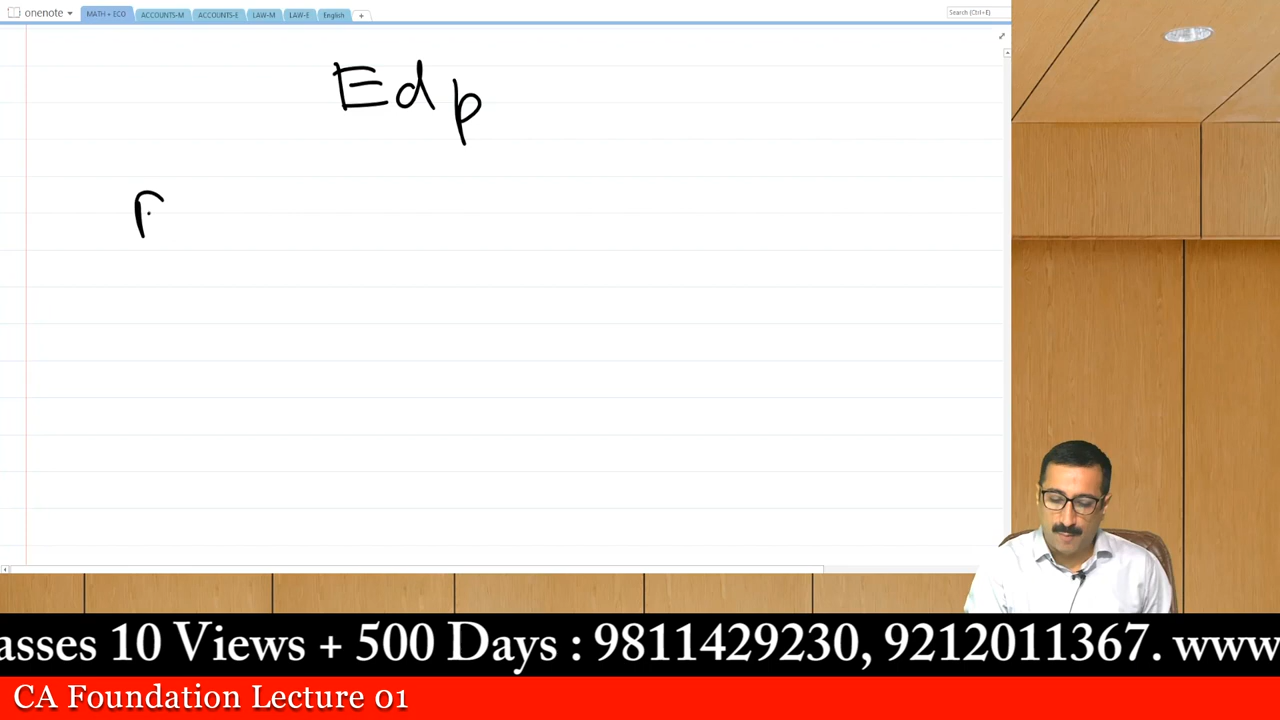 onenote MATH + ECO ACCOUNTS-M ACCOUNTS-E LAW-M LAW-E English + Search (Ctrl+E)
Edp
asses 10 Views + 500 Days : 9811429230, 9212011367. www
CA Foundation Lecture 01